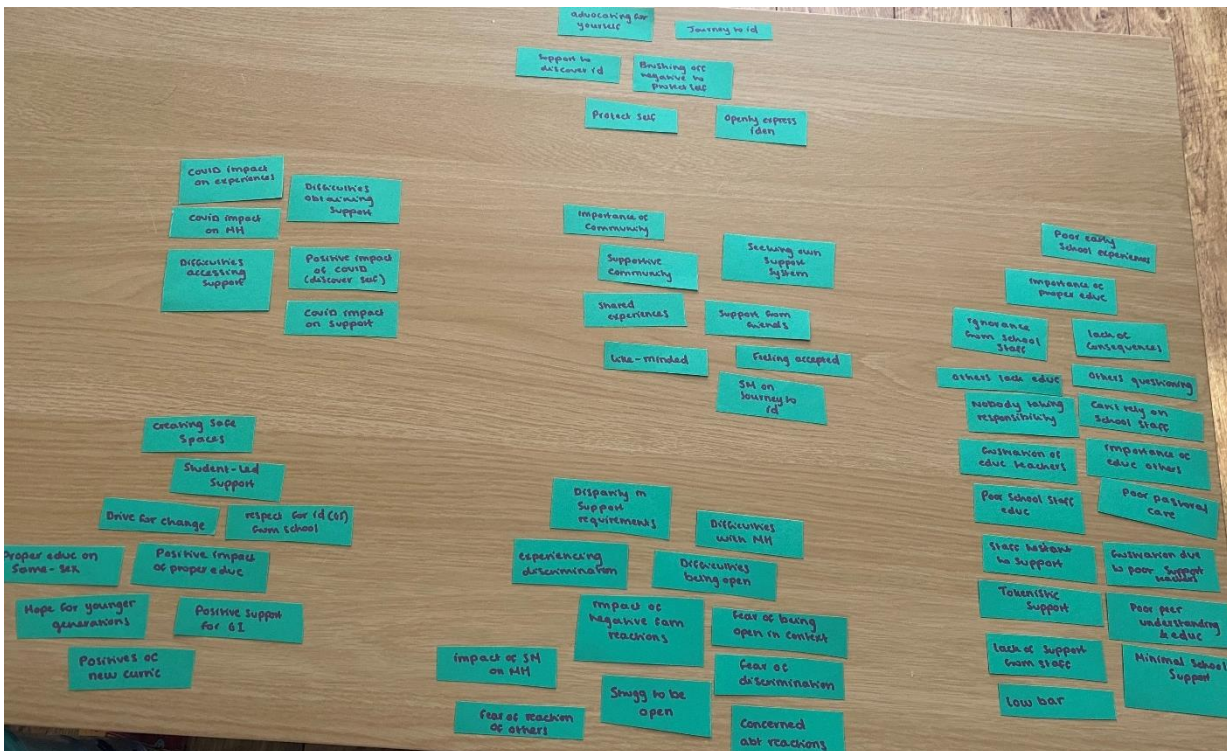 advocating for
yourself
Journey to id
Support to
discover id
Brushing off
negative to
protect self
Protect self
Openly express
iden
COVID impact
on experiences
Difficulties
obtaining
support
Covid impact
on MH
Difficulties
accessing
support
Positive impact
of covid
(discover self)
Covid impact
on support
Importance of
community
Seeking own
support
system
Supportive
community
Shared
experiences
Support from
friends
Like-minded
Feeling accepted
SM on
journey to
id
Poor early
school experiences
Importance of
proper educ
Ignorance
from school
staff
lack of
consequences
others lack educ
Others questioning
Nobody taking
responsibility
Can't rely on
school staff
frustration of
educ teachers
Importance of
educ others
Poor school staff
educ
Poor pastoral
care
Staff hesitant
to support
frustration due
to poor support
teachers
Tokenistic
support
Poor peer
understanding
& educ
lack of support
from staff
Minimal school
support
Low bar
creating safe
spaces
Student-led
support
Drive for change
respect for id (GI)
from school
Proper educ on
same-sex
Positive impact
of proper educ
Hope for younger
generations
Positive support
for GI
Positives of
new curric
Disparity in
support
requirements
Difficulties
with MH
experiencing
discrimination
Difficulties
being open
Impact of
negative fam
reactions
Fear of being
open in context
impact of SM
on MH
Fear of
discrimination
Strugg to be
open
fear of reaction
of others
Concerned
abt reactions